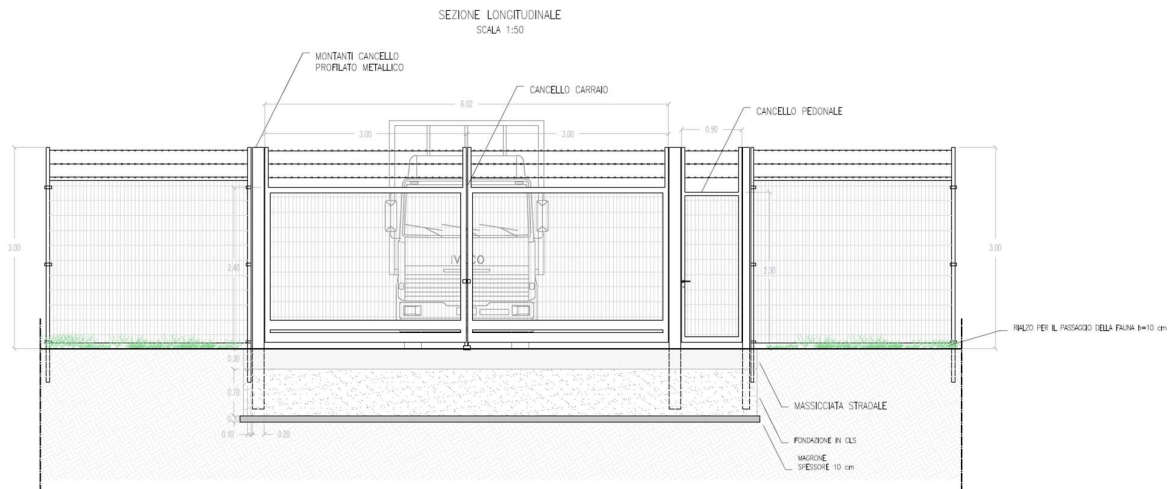 SEZIONE LONGITUDINALE
SCALA 1:50
MONTANTI CANCELLO
PROFILATO METALLICO
CANCELLO CARRAIO
6.02
CANCELLO PEDONALE
3.00
3.00
0.90
3.00
2.40
IVECO
2.30
3.00
RIALZO PER IL PASSAGGIO DELLA FAUNA h=10 cm
0.30
0.70
MASSICCIATA STRADALE
0.10
0.20
FONDAZIONE IN CLS
MAGRONE
SPESSORE 10 cm